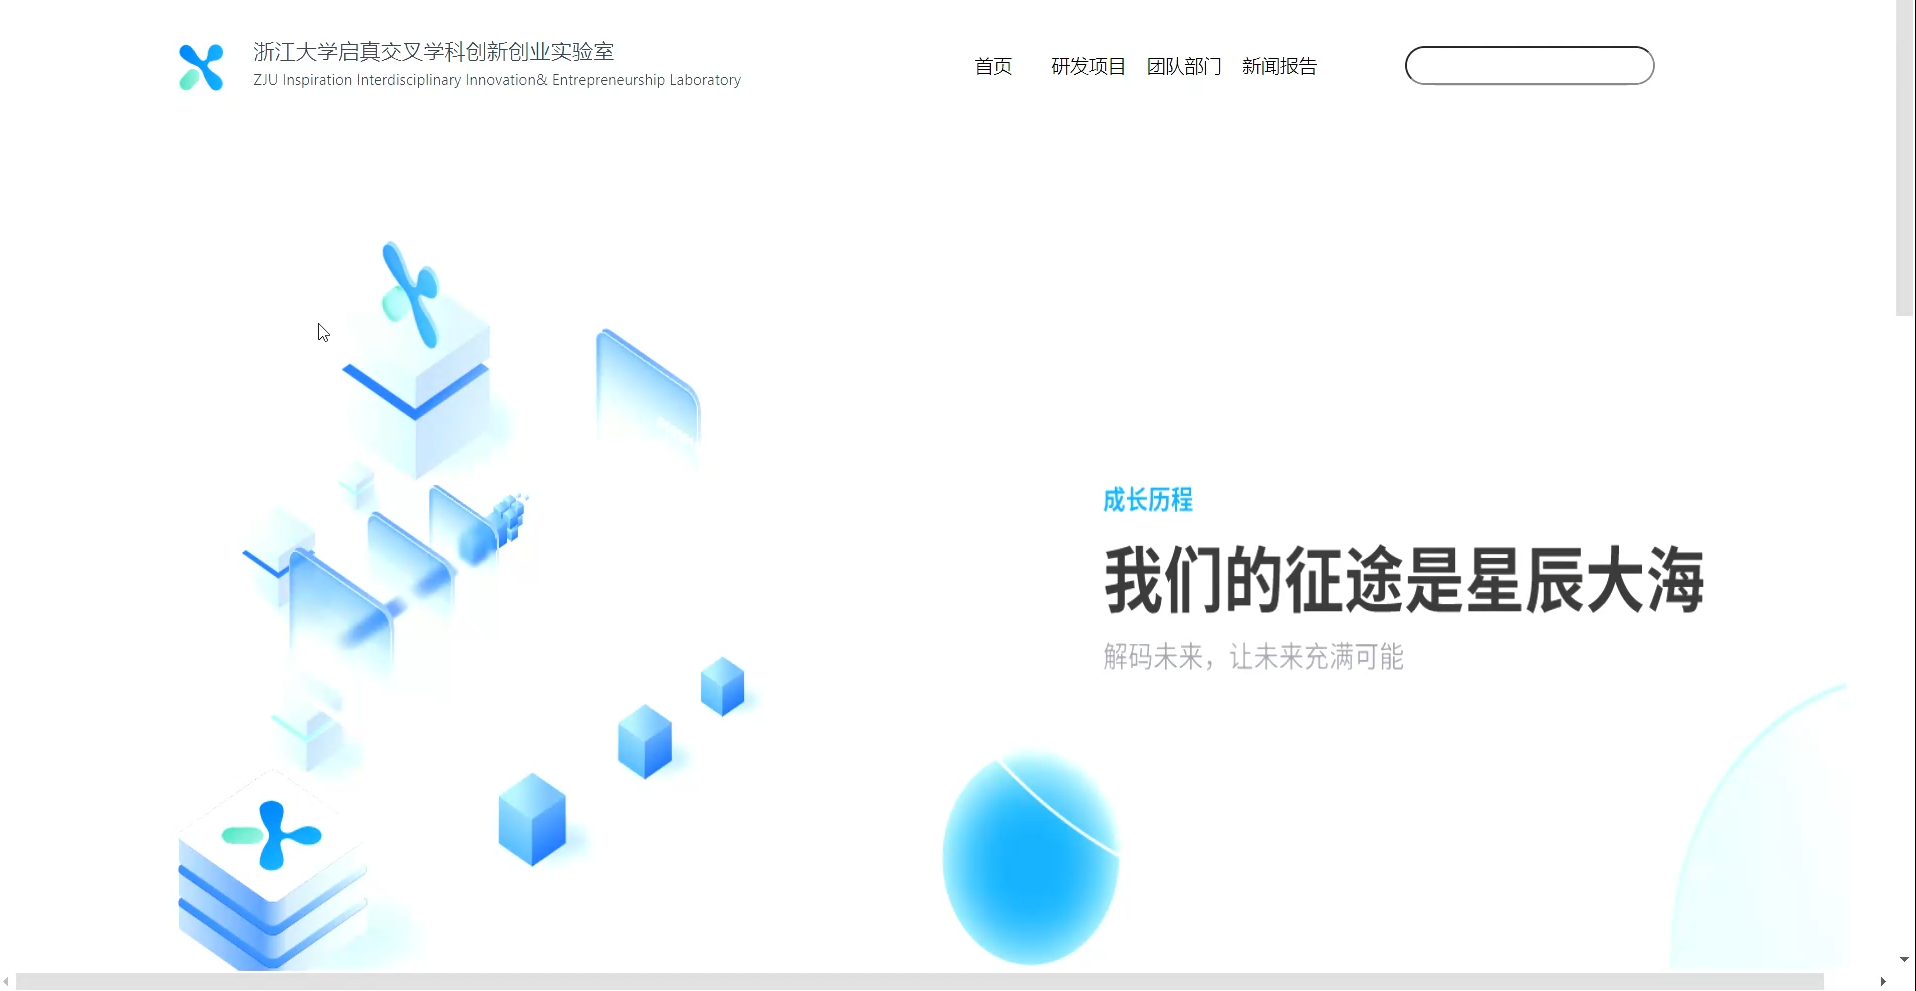 浙江大学启真交叉学科创新创业实验室
ZJU Inspiration Interdisciplinary Innovation& Entrepreneurship Laboratory
首页 研发项目 团队部门 新闻报告
成长历程
我们的征途是星辰大海
解码未来，让未来充满可能